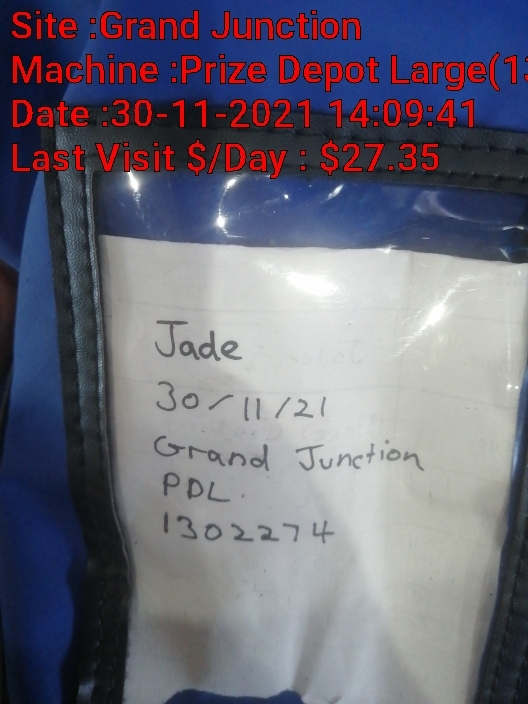 Site :Grand Junction
Machine :Prize Depot Large(13
Date :30-11-2021 14:09:41
Last Visit $/Day : $27.35
Jade
30/11/21
Grand Junction
PDL.
1302274